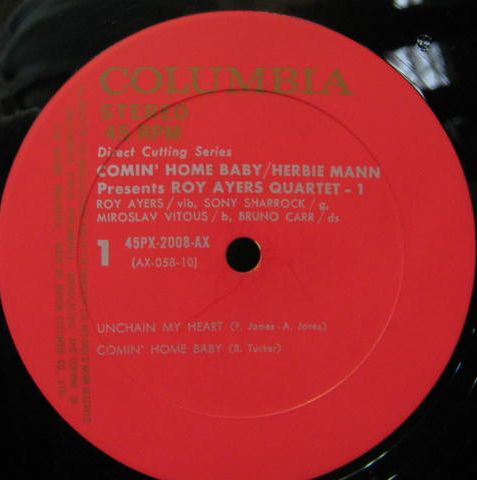 COLUMBIA
STEREO
45 RPM
Direct Cutting Series
COMIN' HOME BABY/HERBIE MANN
Presents ROY AYERS QUARTET - 1
ROY AYERS/vib, SONY SHARROCK/g,
MIROSLAV VITOUS/b, BRUNO CARR/ds
1
45PX-2008-AX
(AX-058-10)
UNCHAIN MY HEART (F. James-A. Jones)
COMIN' HOME BABY (B. Tucker)